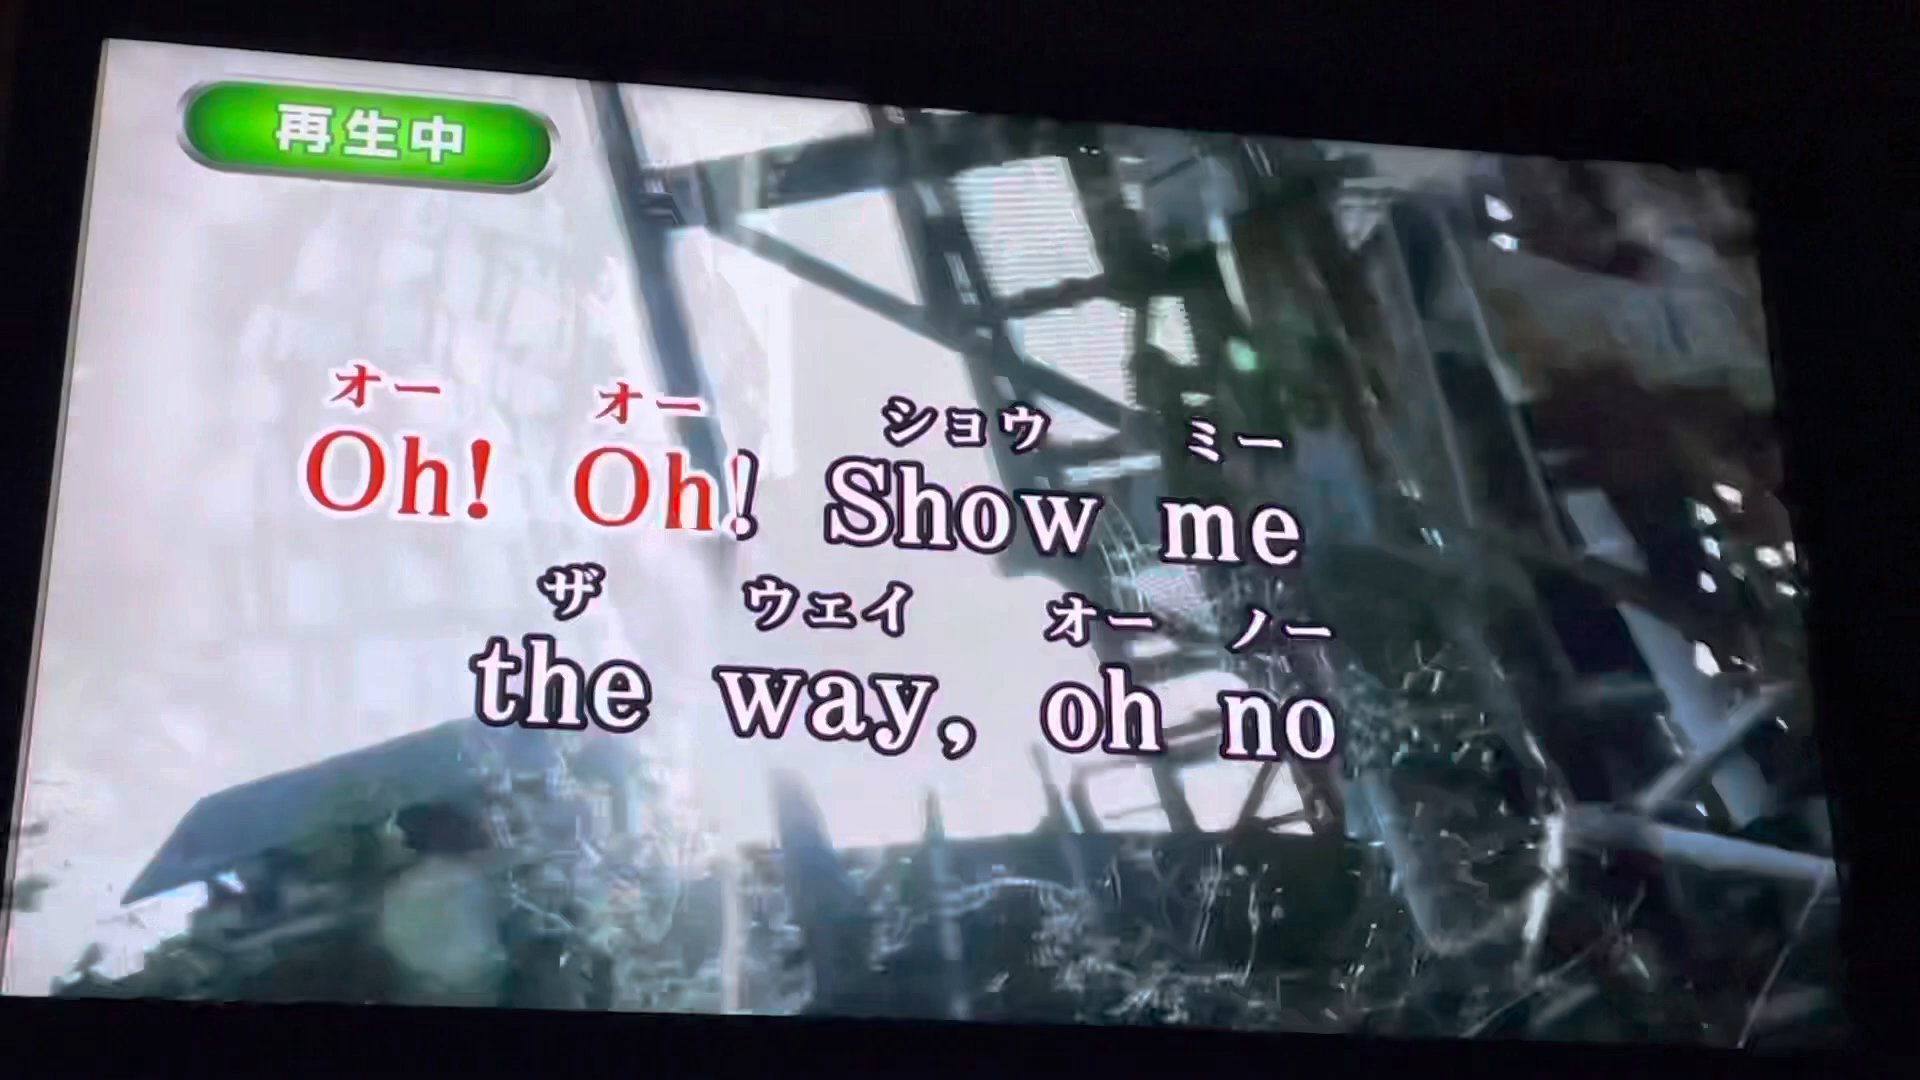 再生中
オー オー ショウ ミー
Oh! Oh! Show me
ザ ウェイ オー ノー
the way, oh no